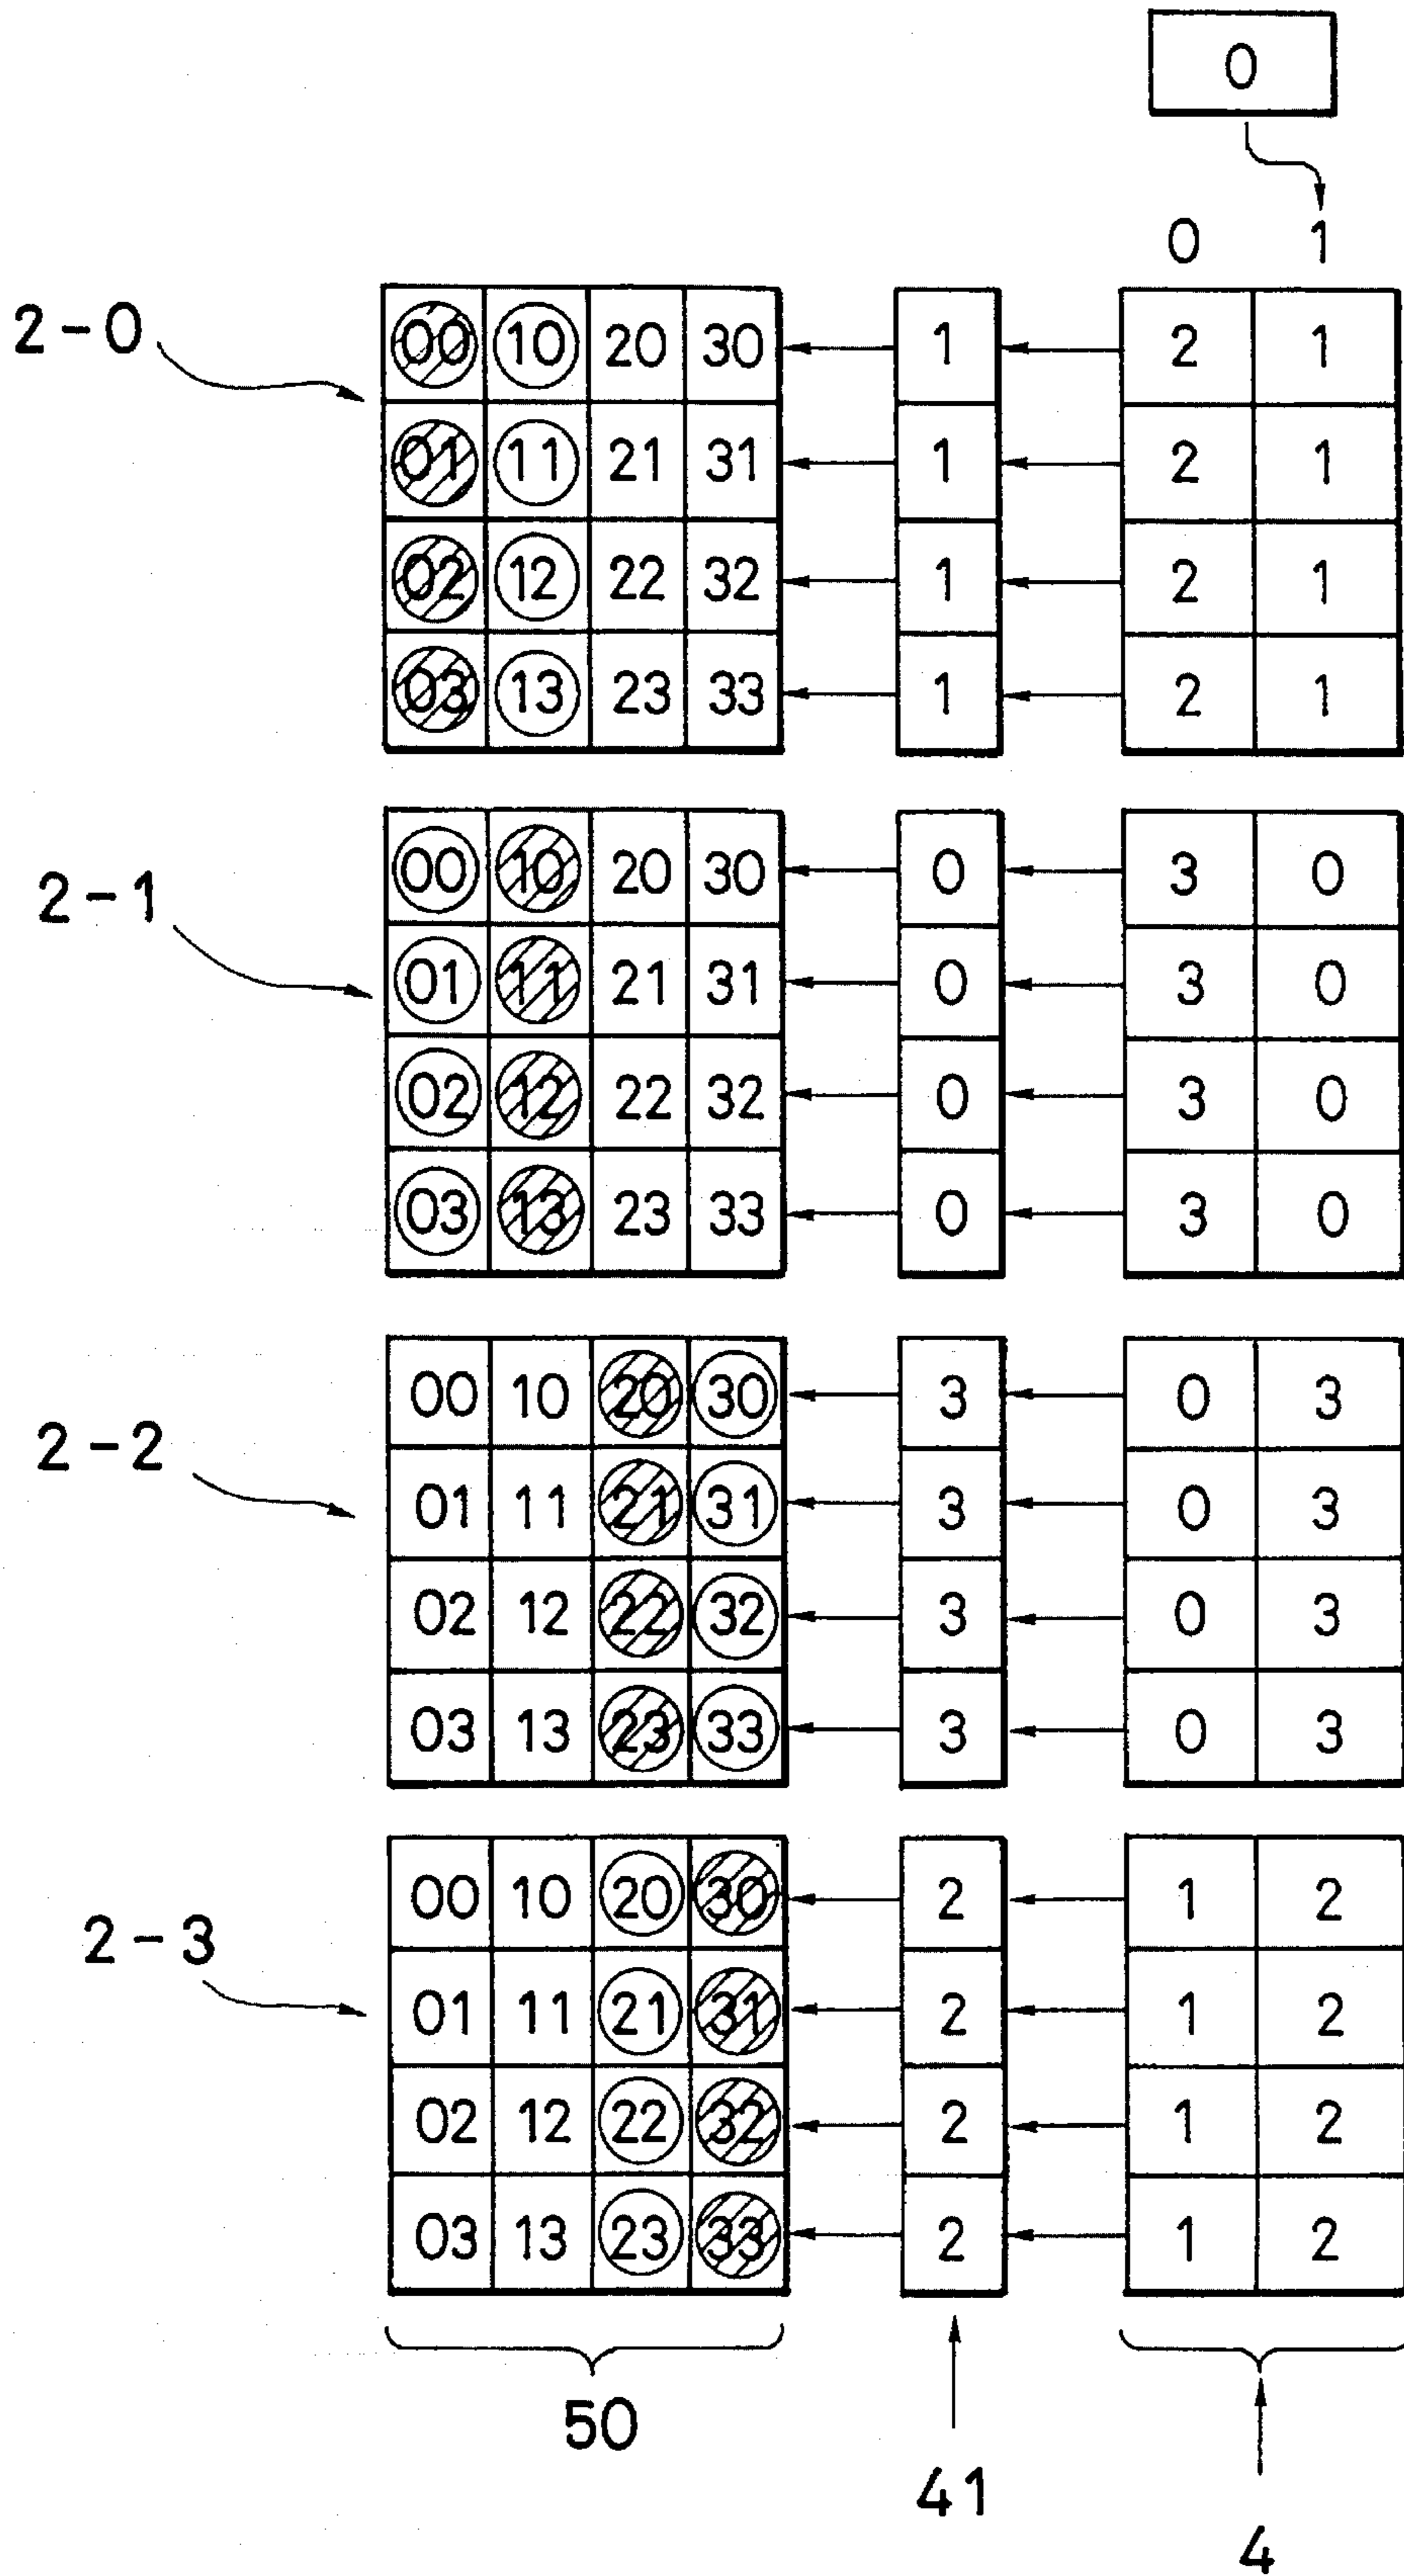 0
0 1
2-0
00 10 20 30 1 2 1
01 11 21 31 1 2 1
02 12 22 32 1 2 1
03 13 23 33 1 2 1
2-1
00 10 20 30 0 3 0
01 11 21 31 0 3 0
02 12 22 32 0 3 0
03 13 23 33 0 3 0
2-2
00 10 20 30 3 0 3
01 11 21 31 3 0 3
02 12 22 32 3 0 3
03 13 23 33 3 0 3
2-3
00 10 20 30 2 1 2
01 11 21 31 2 1 2
02 12 22 32 2 1 2
03 13 23 33 2 1 2
50
41
4